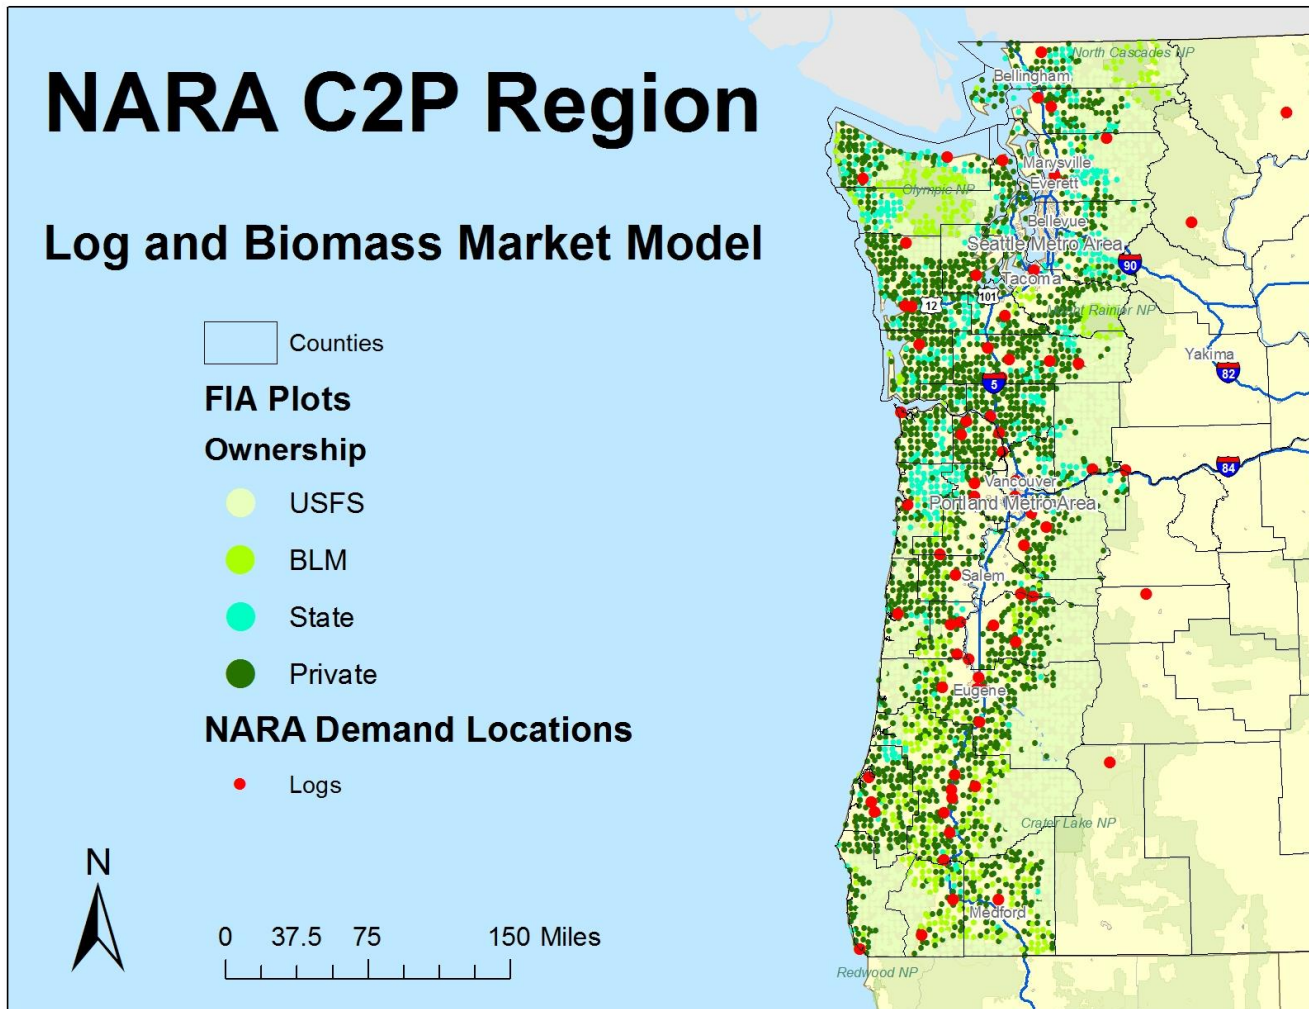 NARA C2P Region
Log and Biomass Market Model
Counties
FIA Plots
Ownership
USFS
BLM
State
Private
NARA Demand Locations
Logs
N
0 37.5 75 150 Miles
North Cascades NP
Bellingham
Marysville
Everett
Olympic NP
Bellevue
Seattle Metro Area
90
Tacoma
101
12
Mount Rainier NP
Yakima
82
5
84
Vancouver
Portland Metro Area
Salem
Eugene
Crater Lake NP
Medford
Redwood NP